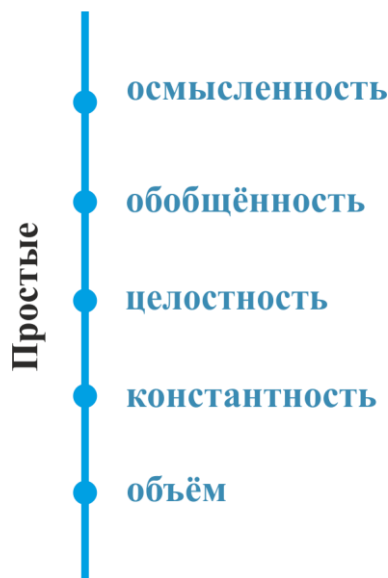 Простые
осмысленность
обобщённость
целостность
константность
объём